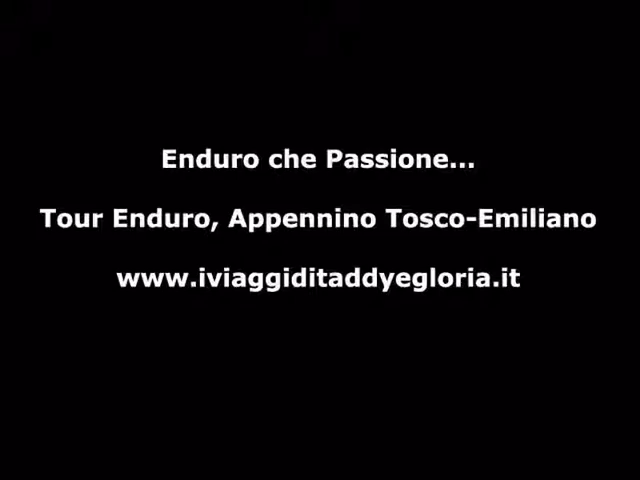 Enduro che Passione...
Tour Enduro, Appennino Tosco-Emiliano
www.iviaggiditaddyegloria.it